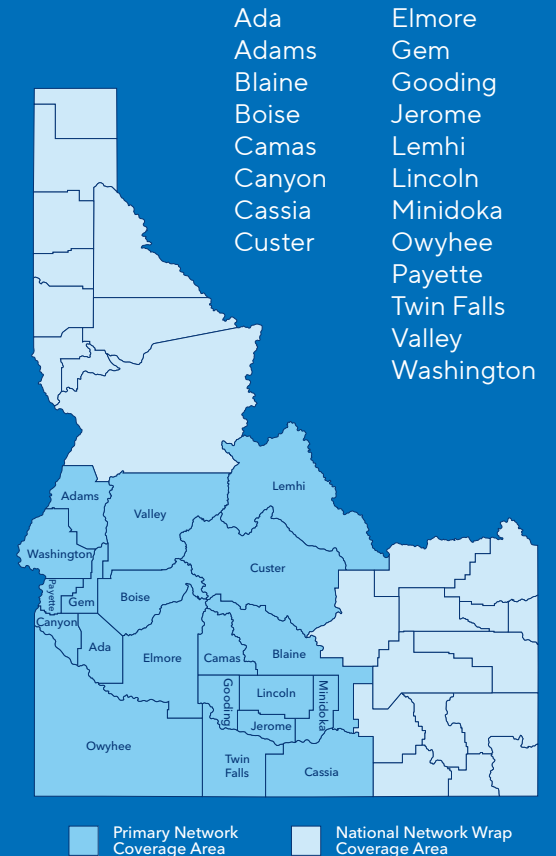 Ada
Adams
Blaine
Boise
Camas
Canyon
Cassia
Custer
Elmore
Gem
Gooding
Jerome
Lemhi
Lincoln
Minidoka
Owyhee
Payette
Twin Falls
Valley
Washington
Lemhi
Adams
Valley
Washington
Custer
Payette
Gem
Boise
Canyon
Ada
Elmore
Camas
Blaine
Gooding
Lincoln
Minidoka
Jerome
Owyhee
Twin
Falls
Cassia
Primary Network
Coverage Area
National Network Wrap
Coverage Area